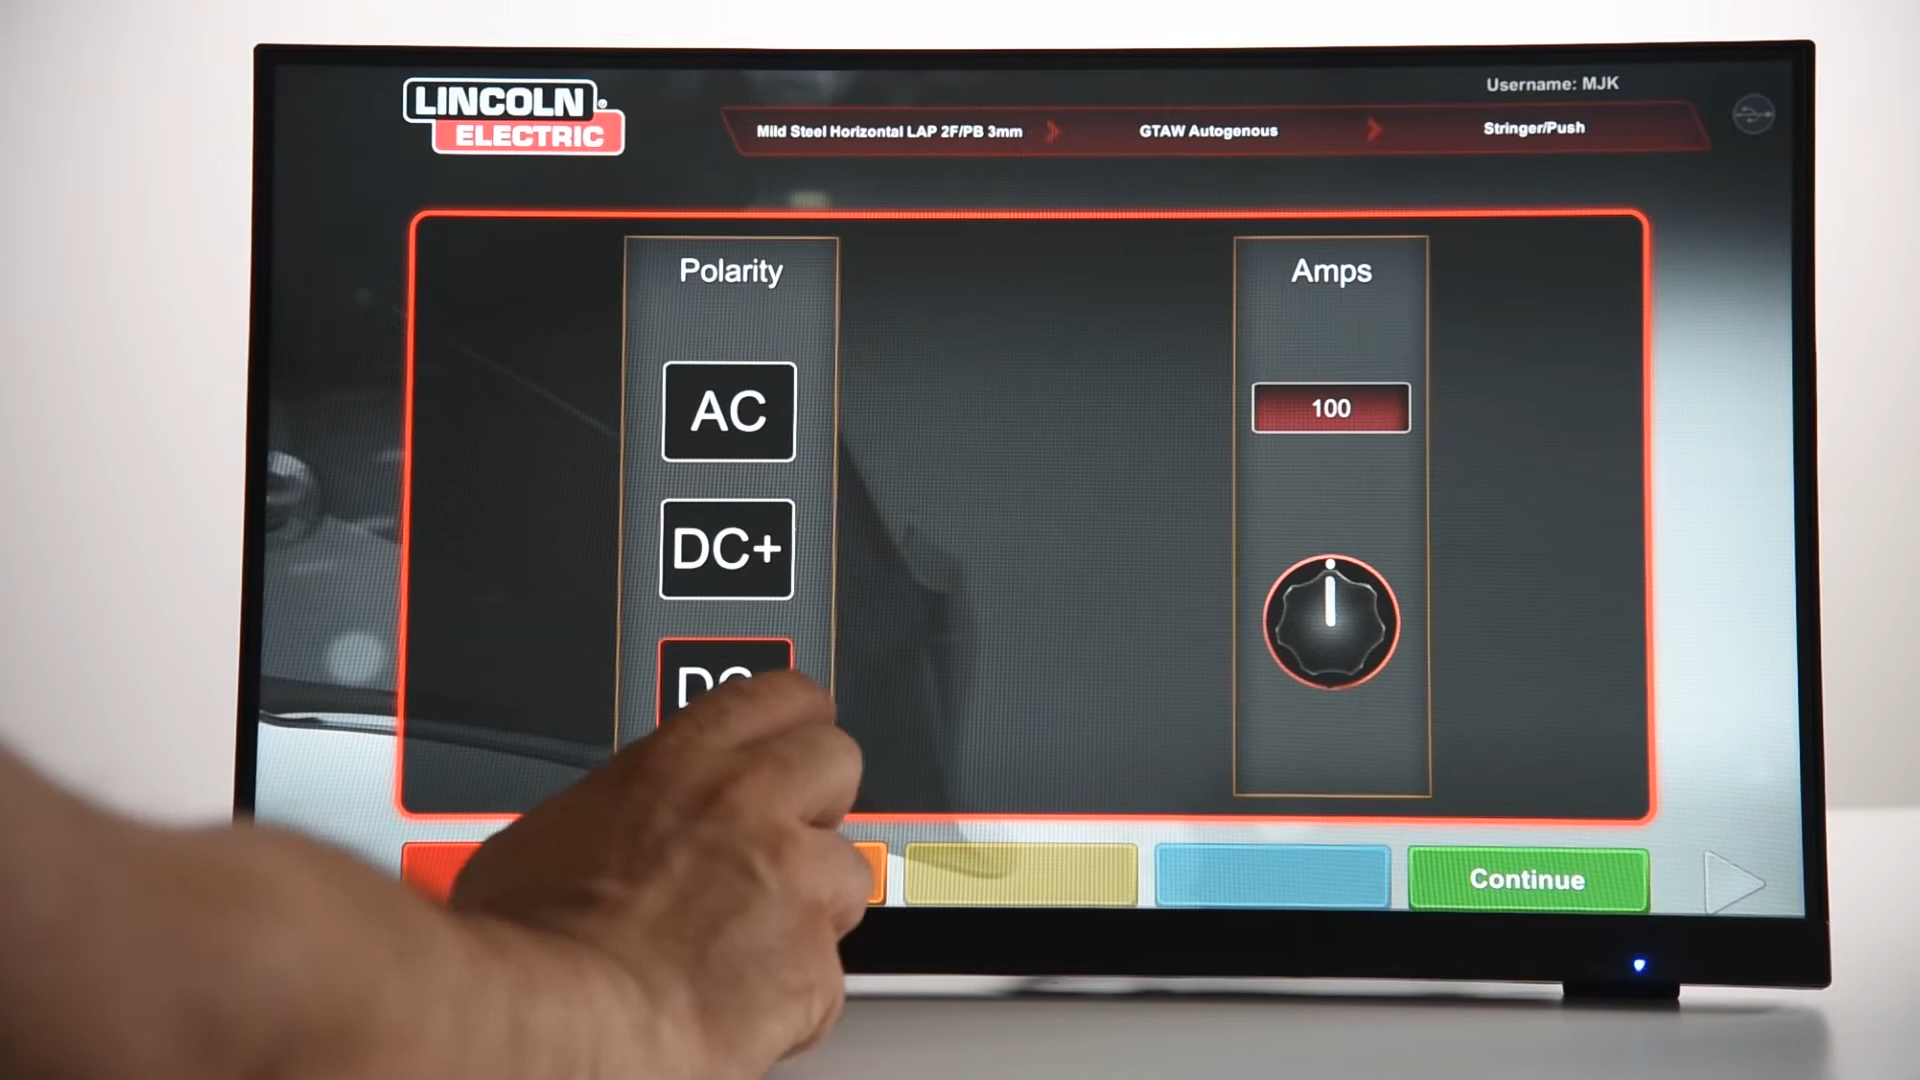 LINCOLN®
ELECTRIC
Username: MJK
Mild Steel Horizontal LAP 2F/PB 3mm
GTAW Autogenous
Stringer/Push
Polarity
AC
DC+
DC
Amps
100
Continue